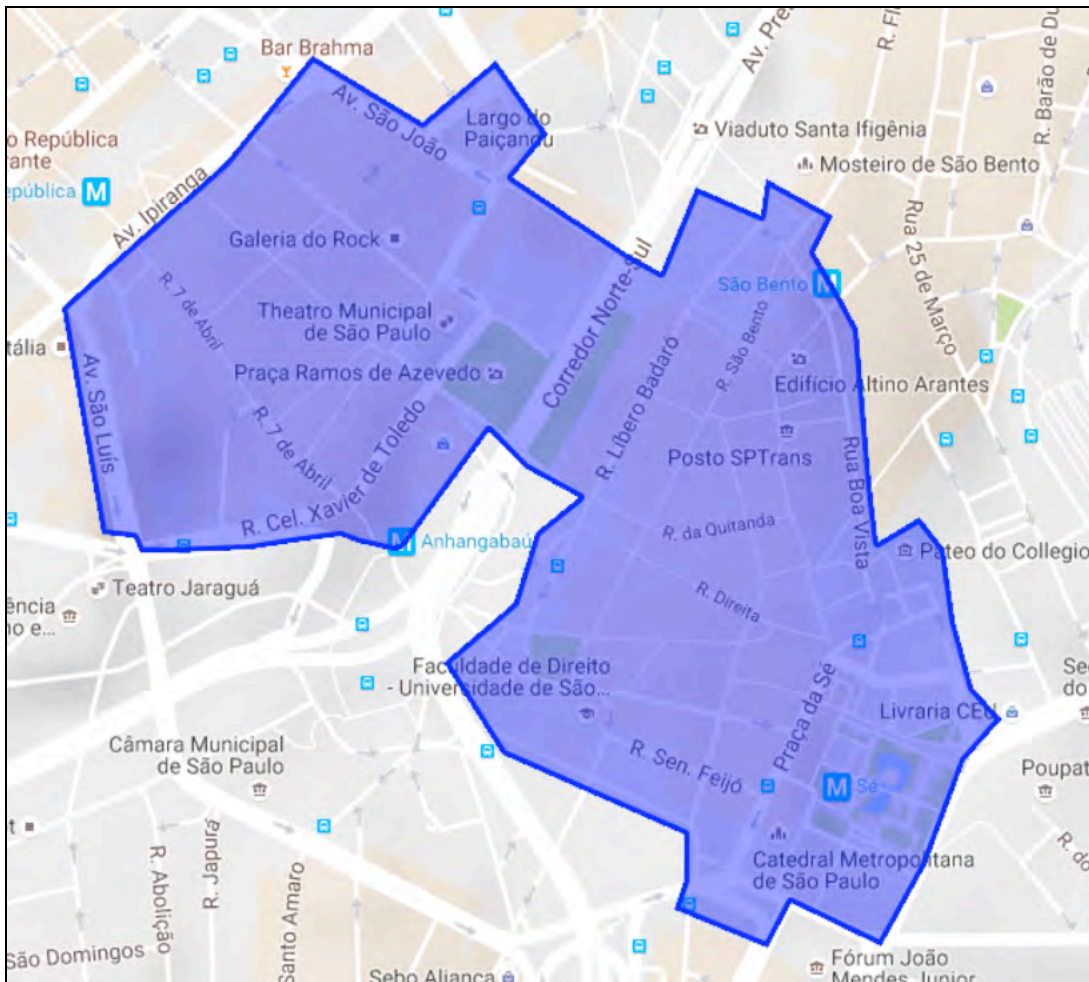 Bar Brahma
Av. São João
Largo do
Paiçandu
Av. Pre
R. Fl
R. Barão de Du
o República
rante
epública
M
Av. Ipiranga
Viaduto Santa Ifigênia
Mosteiro de São Bento
Rua 25 de Março
Galeria do Rock
R. 7 de Abril
Theatro Municipal
de São Paulo
Corredor Norte-Sul
São Bento
M
R. São Bento
tália
Av. São Luís
Praça Ramos de Azevedo
R. Líbero Badaró
Edifício Altino Arantes
R. 7 de Abril
R. Cel. Xavier de Toledo
Posto SPTrans
Rua Boa Vista
M
Anhangabaú
R. da Quitanda
Pateo do Collegio
Teatro Jaraguá
ência
no e...
R. Direita
Faculdade de Direito
- Universidade de São...
Praça da Sé
Livraria CEU
Sec
do
Câmara Municipal
de São Paulo
R. Sen. Feijó
M
Sé
Poupat
t
R. Abolição
R. Japurá
Santo Amaro
Catedral Metropolitana
de São Paulo
R. do
São Domingos
Sebo Aliança
Fórum João
Mendes Junior